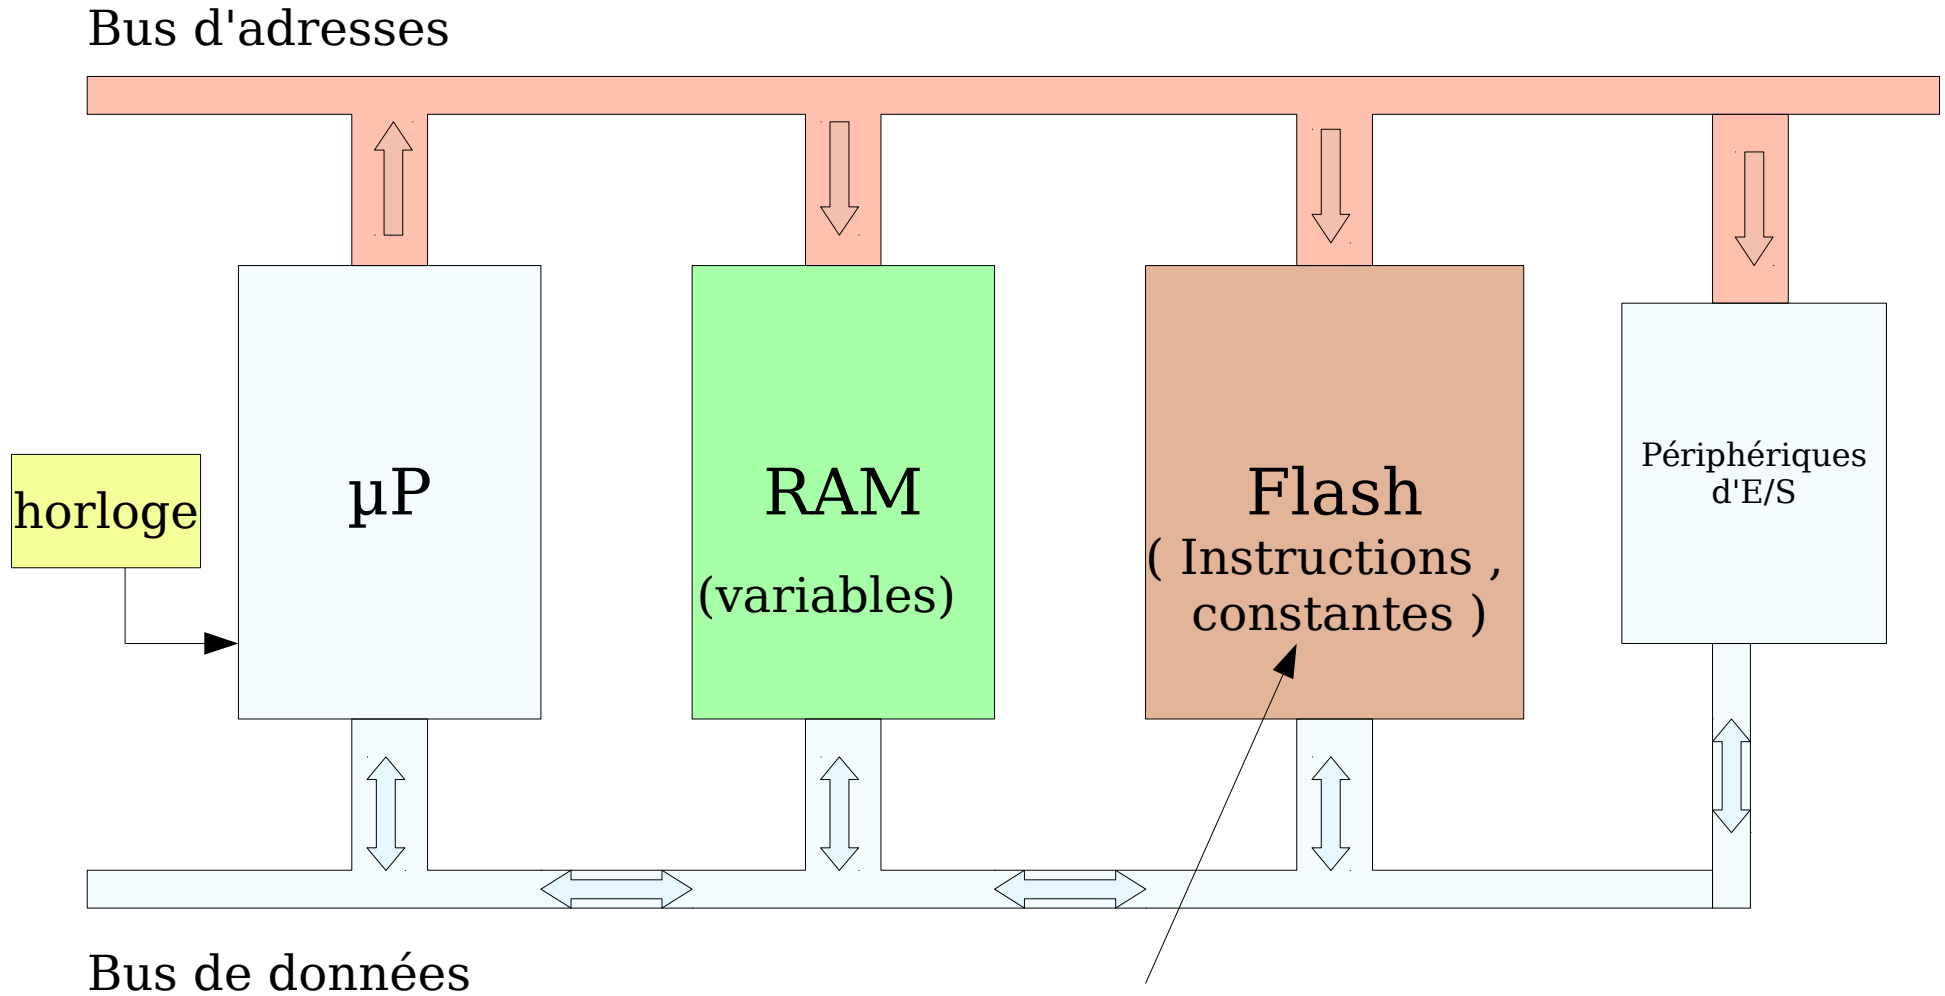 Bus d'adresses
horloge
µP
RAM
(variables)
Flash
( Instructions ,
constantes )
Périphériques
d'E/S
Bus de données